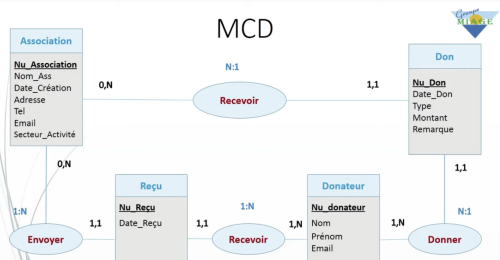 MCD
Groupe
MIAGE
Association
Nu_Association
Nom_Ass
Date_Création
Adresse
Tel
Email
Secteur_Activité
0,N
N:1
Recevoir
1,1
Don
Nu_Don
Date_Don
Type
Montant
Remarque
0,N
1,1
1:N
Envoyer
1,1
Reçu
Nu_Reçu
Date_Reçu
1,1
1:N
Recevoir
1,N
Donateur
Nu_donateur
Nom
Prénom
Email
1,N
N:1
Donner